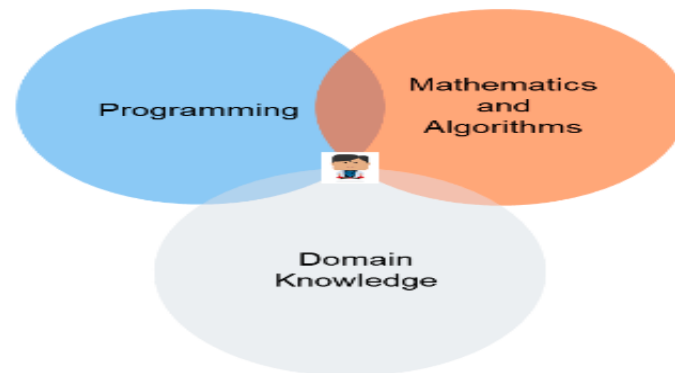 Programming
Mathematics
and
Algorithms
Domain
Knowledge